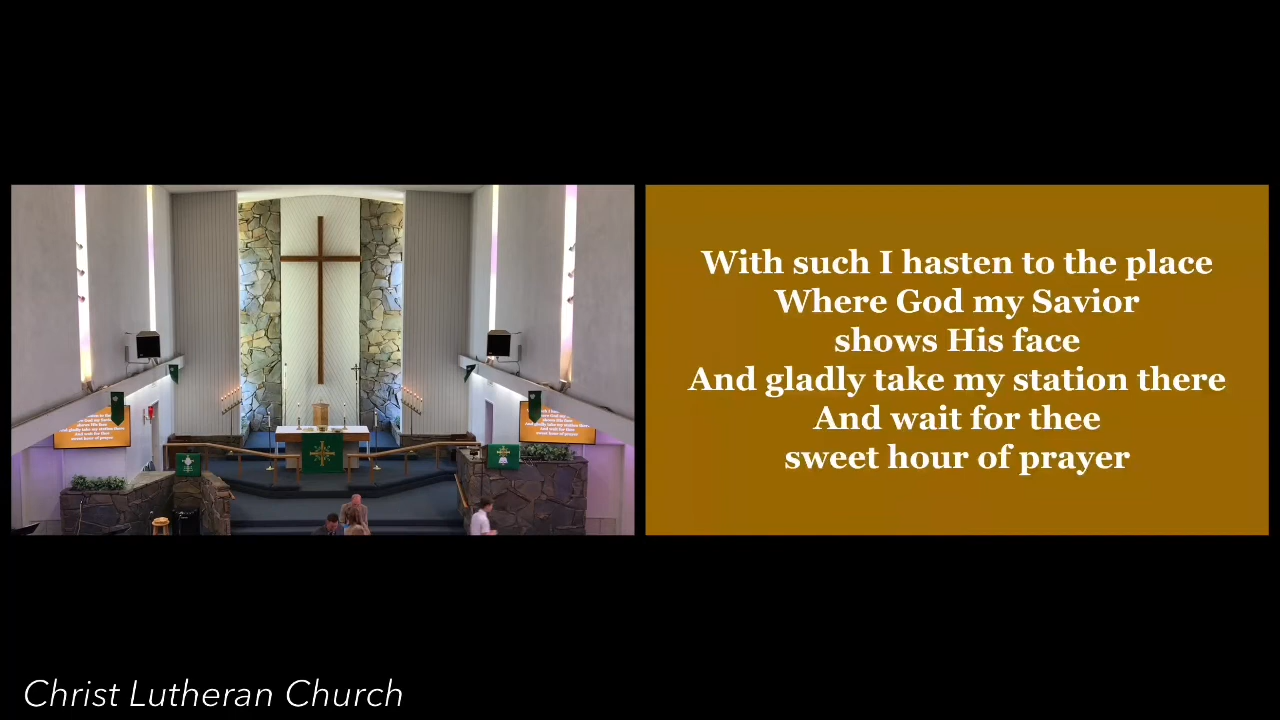 With such I hasten to the place
Where God my Savior
shows His face
And gladly take my station there
And wait for thee
sweet hour of prayer
Christ Lutheran Church